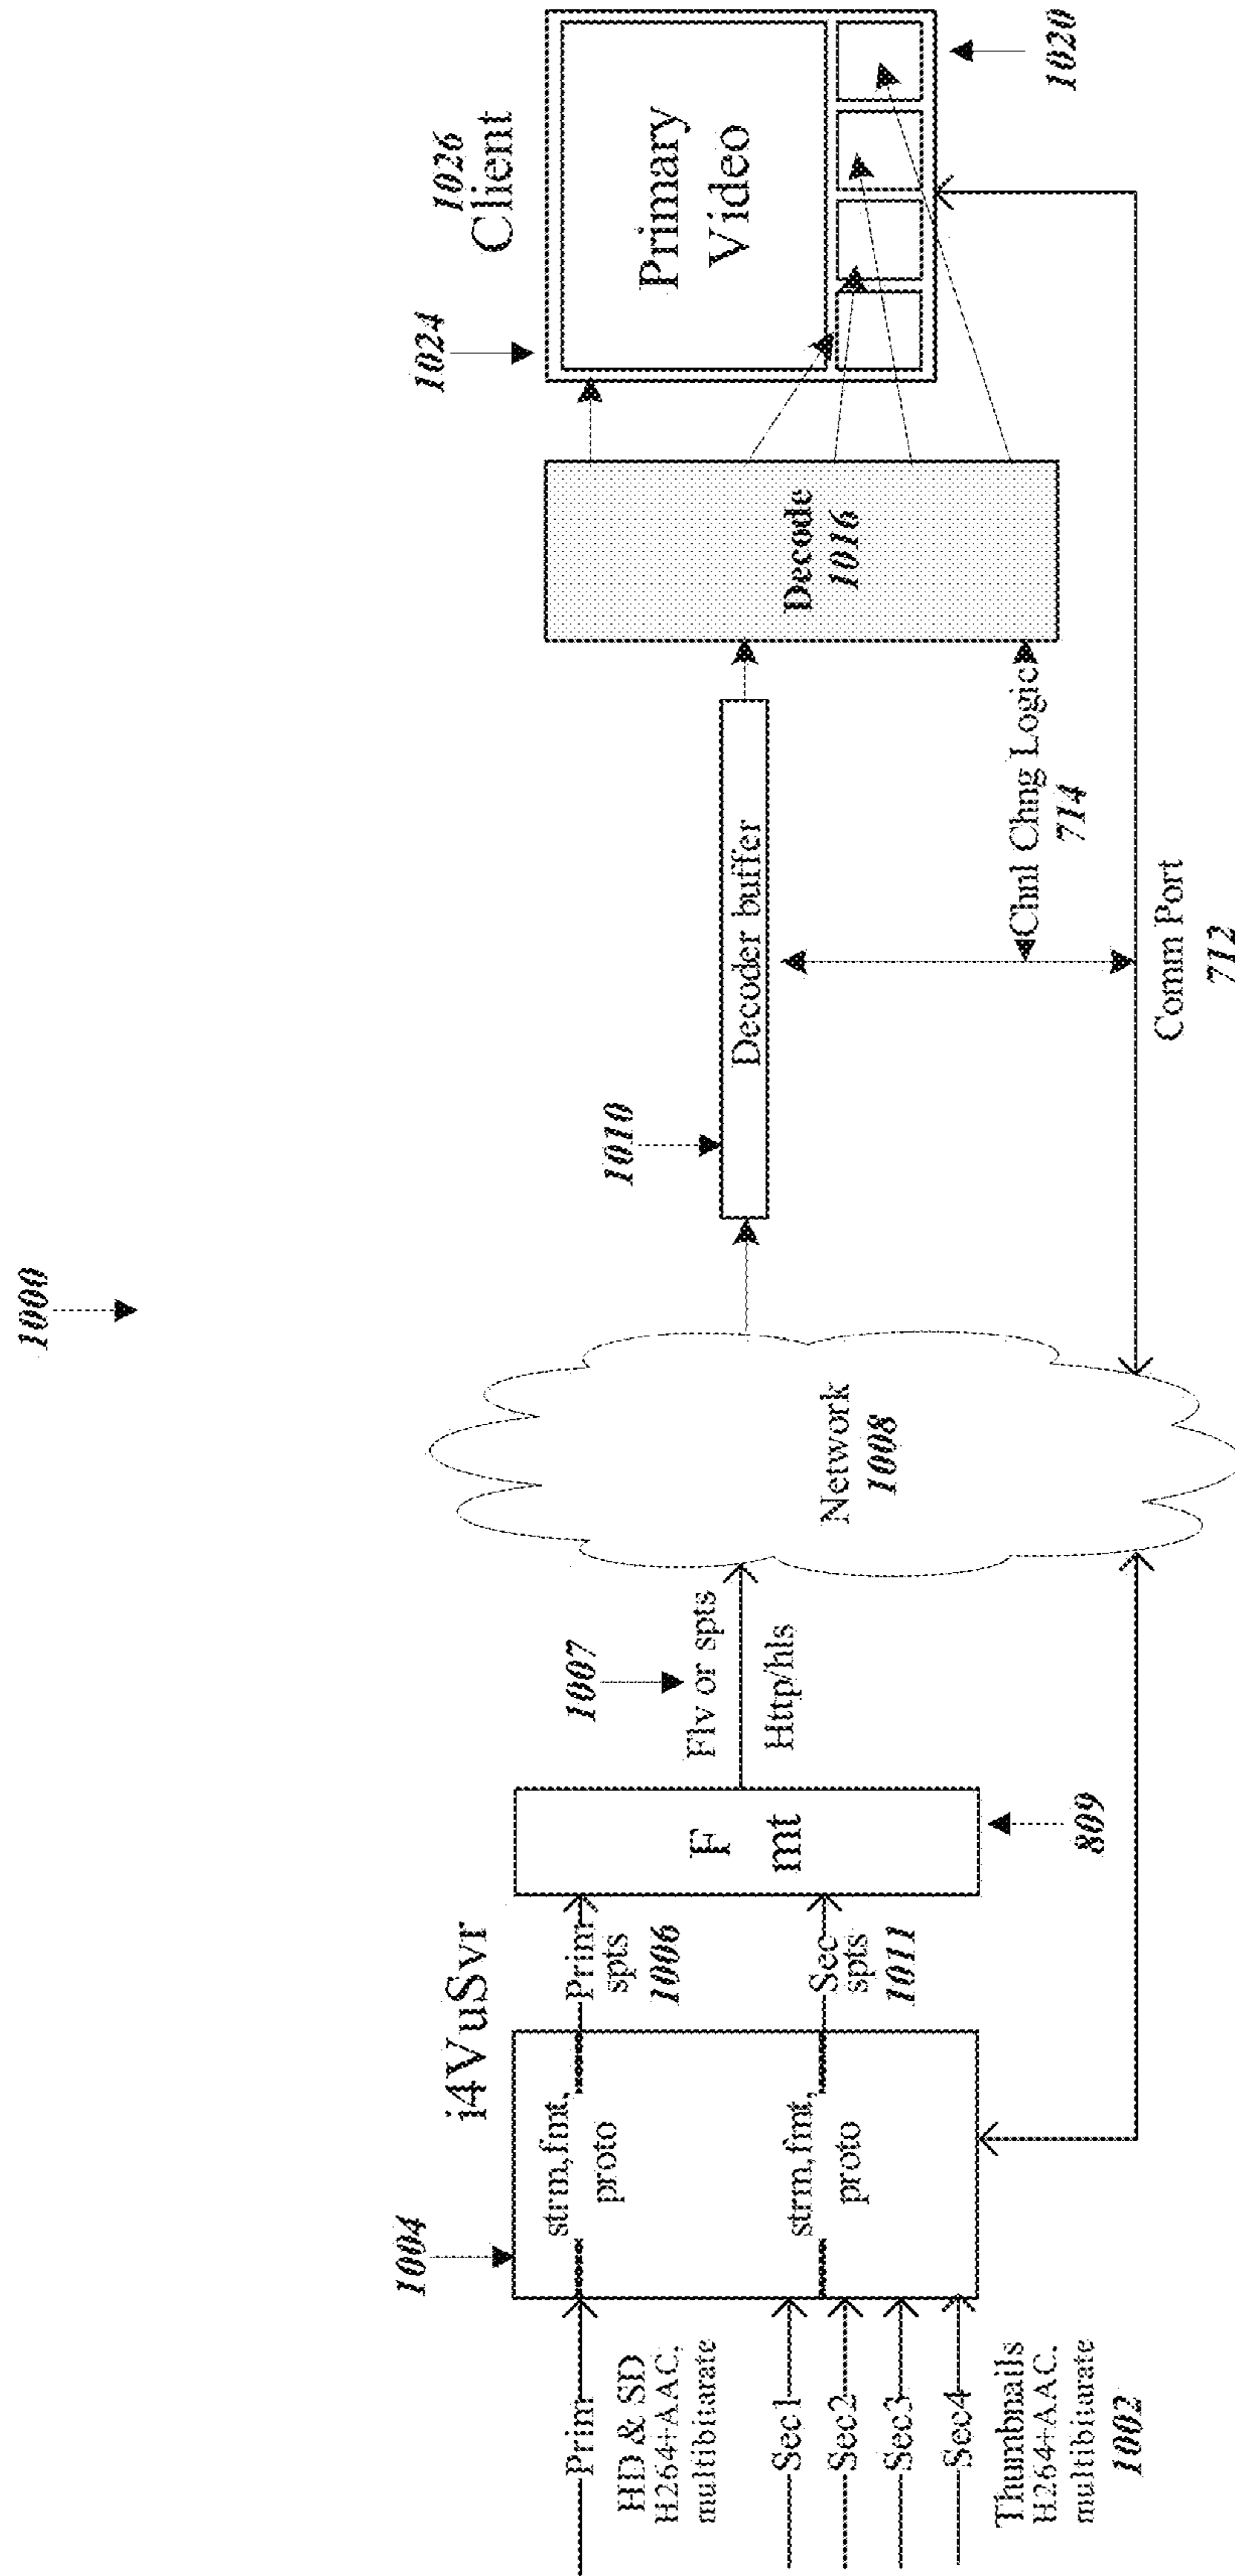 1000
1026
Client
1024
Primary
Video
1020
Decode
1016
1010
Decoder buffer
Chnl Chng Logic
714
Comm Port
712
Network
1008
1007
Flv or spts
Http/hls
F
mt
809
i4VuSvr
1004
strm,fmt,
proto
strm,fmt,
proto
Prim
spts
1006
Sec
spts
1011
Prim
HD & SD
H264+AAC,
multibitarate
Sec1
Sec2
Sec3
Sec4
Thumbnails
H264+AAC.
multibitarate
1002